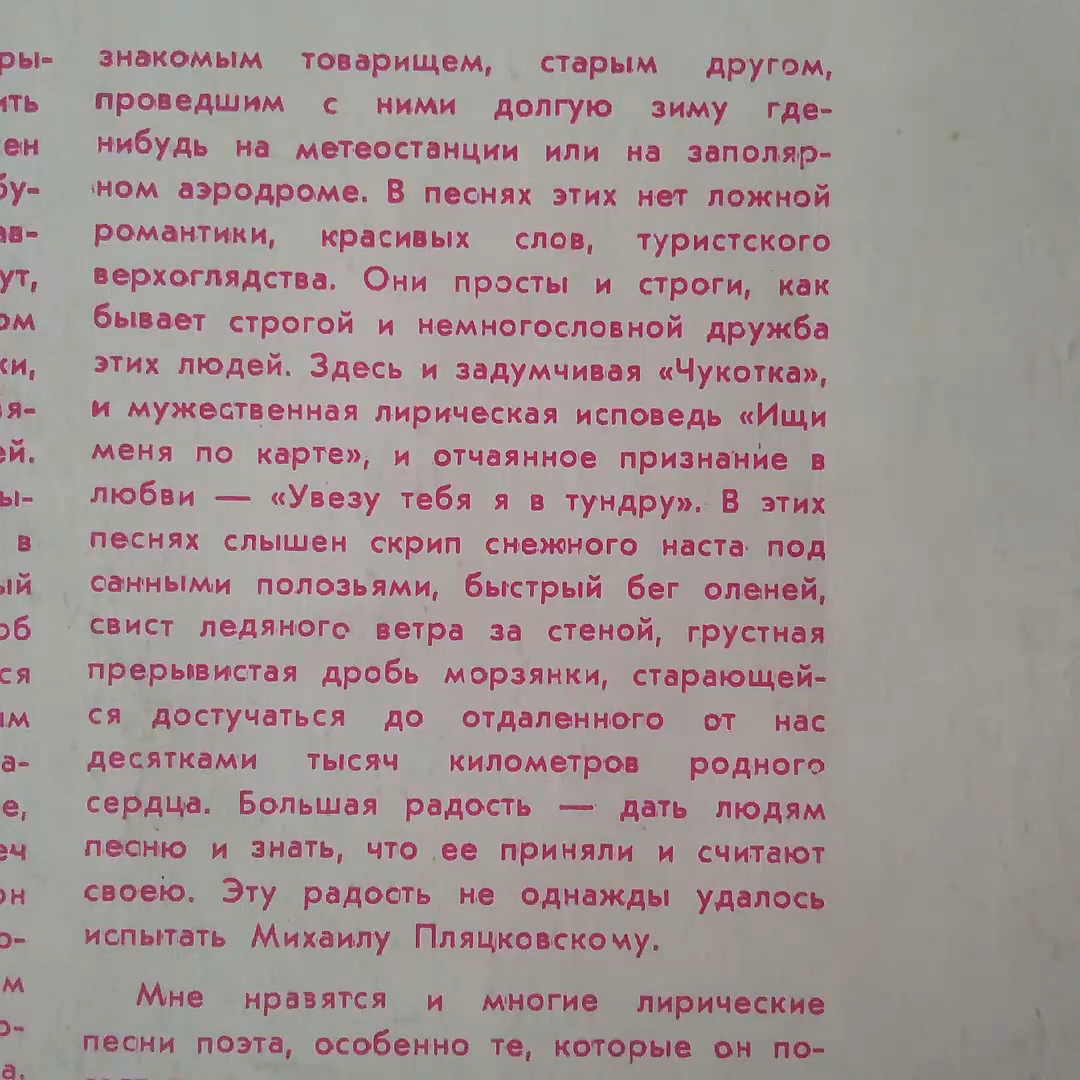 знакомым товарищем, старым другом,
проведшим с ними долгую зиму где-
нибудь на метеостанции или на заполяр-
ном аэродроме. В песнях этих нет ложной
романтики, красивых слов, туристского
верхоглядства. Они просты и строги, как
бывает строгой и немногословной дружба
этих людей. Здесь и задумчивая «Чукотка»,
и мужественная лирическая исповедь «Ищи
меня по карте», и отчаянное признание в
любви — «Увезу тебя я в тундру». В этих
песнях слышен скрип снежного наста под
санными полозьями, быстрый бег оленей,
свист ледяного ветра за стеной, грустная
прерывистая дробь морзянки, старающей-
ся достучаться до отдаленного от нас
десятками тысяч километров родного
сердца. Большая радость — дать людям
песню и знать, что ее приняли и считают
своею. Эту радость не однажды удалось
испытать Михаилу Пляцковскому.
Мне нравятся и многие лирические
песни поэта, особенно те, которые он по-